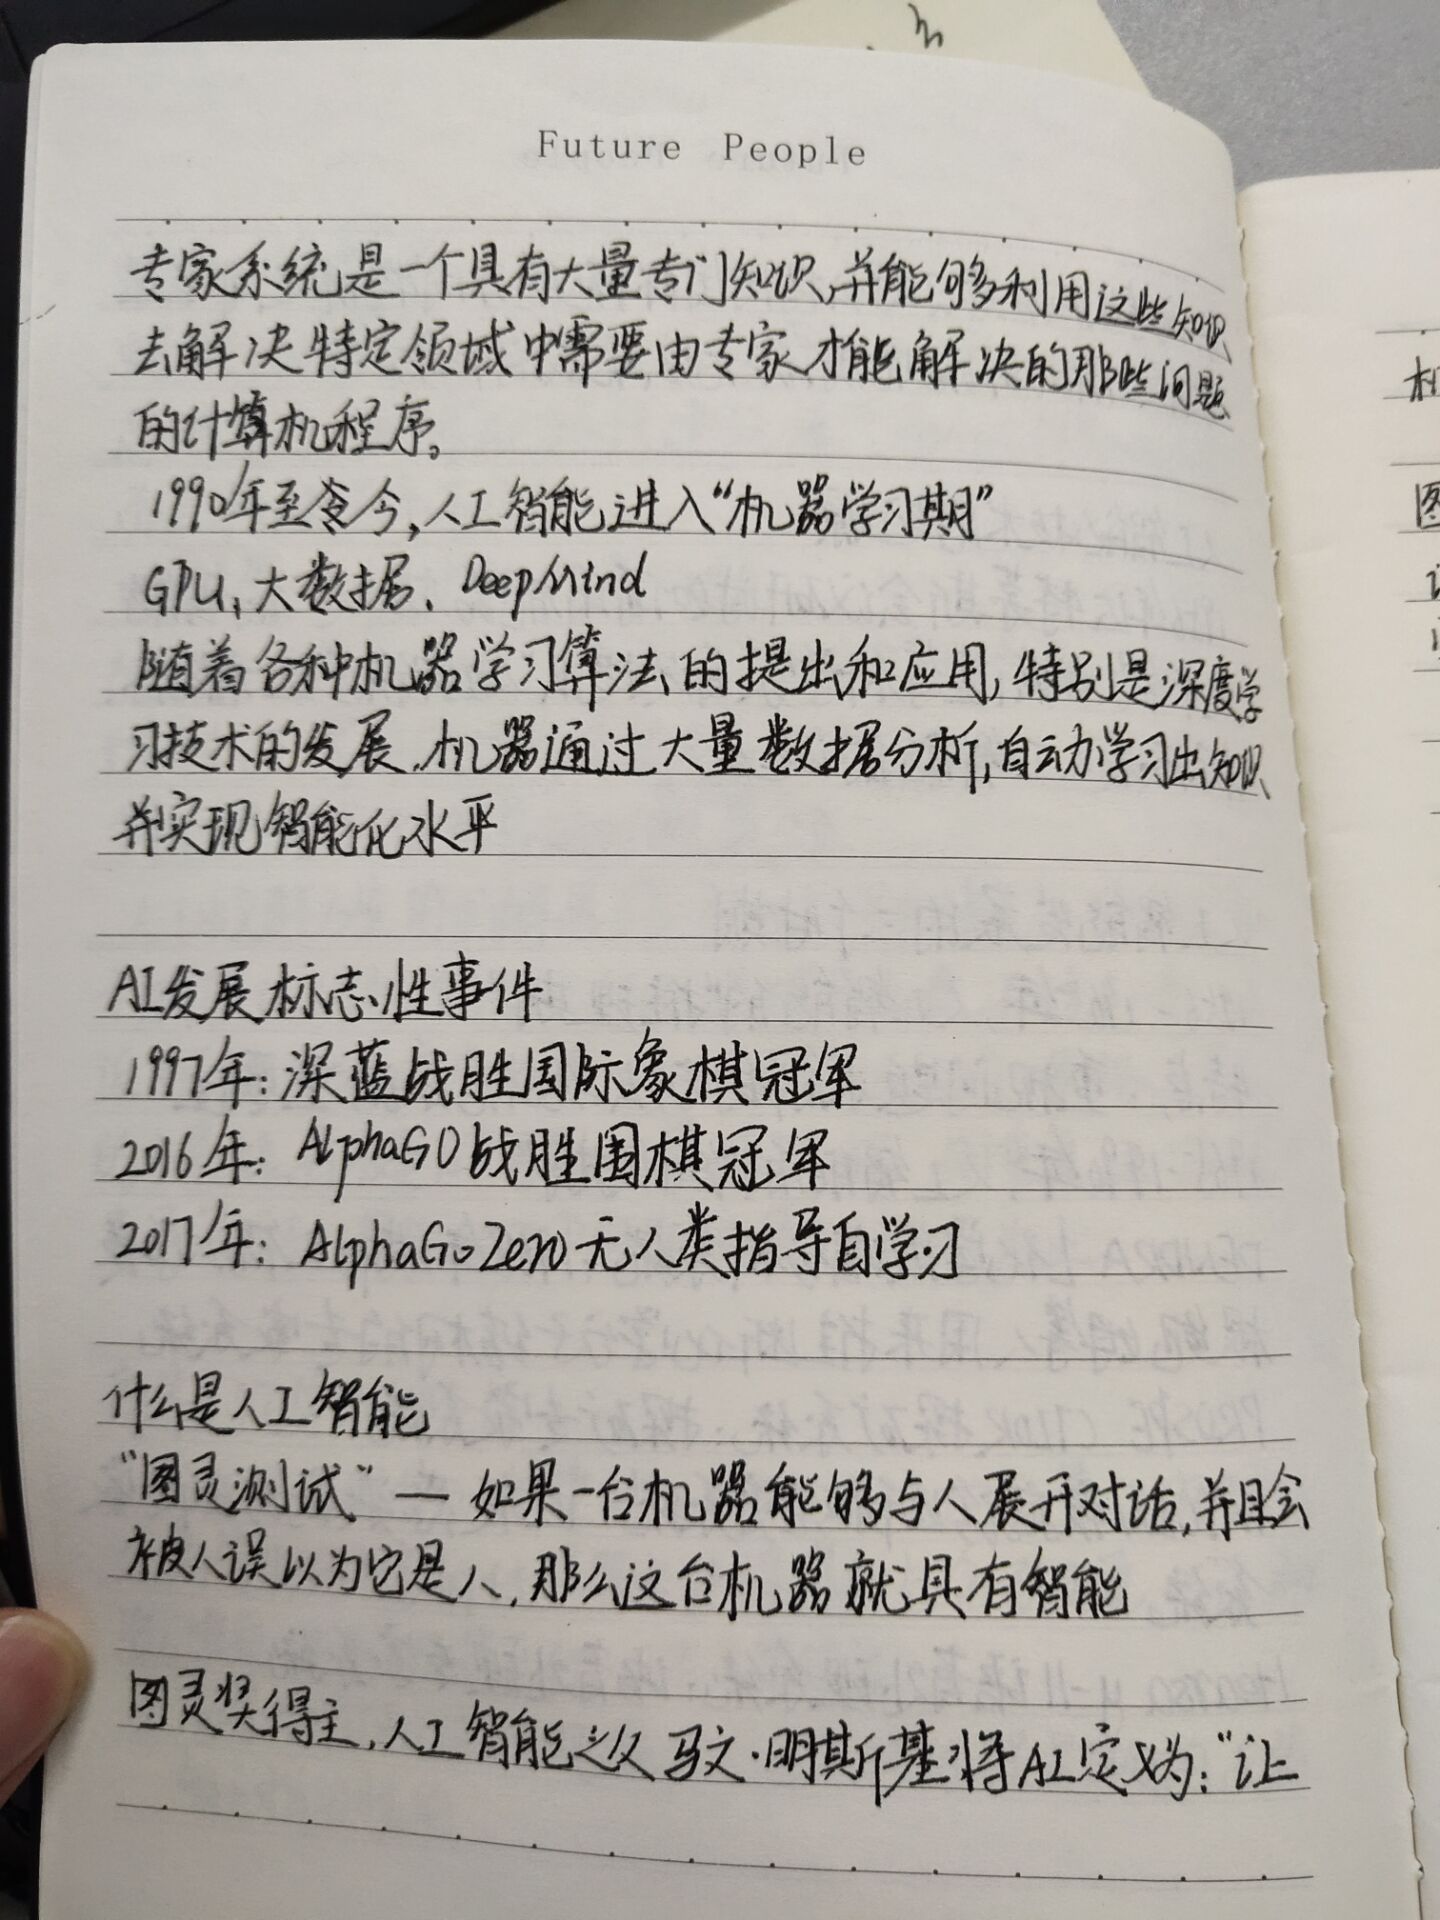 Future People
专家系统是一个具有大量专门知识,并能够多利用这些知识
去解决特定领域中需要由专家才能解决的那些问题
的计算机程序。
1990年至令今,人工智能进入“机器学习期”
GPU、大数据、DeepMind
随着各种机器学习算法的提出和应用,特别是深度学
习技术的发展,机器通过大量数据分析,自动学习出知识
并实现智能化水平
AI发展标志性事件
1997年:深蓝战胜国际象棋冠军
2016年:AlphaGO战胜围棋冠军
2017年:AlphaGoZero无人类指导自学习
什么是人工智能
“图灵测试”—如果一台机器能够与人展开对话,并且会
被人误以为它是人,那么这台机器就具有智能
图灵奖得主,人工智能之父马文·明斯基将AI定义为:“让
机
图